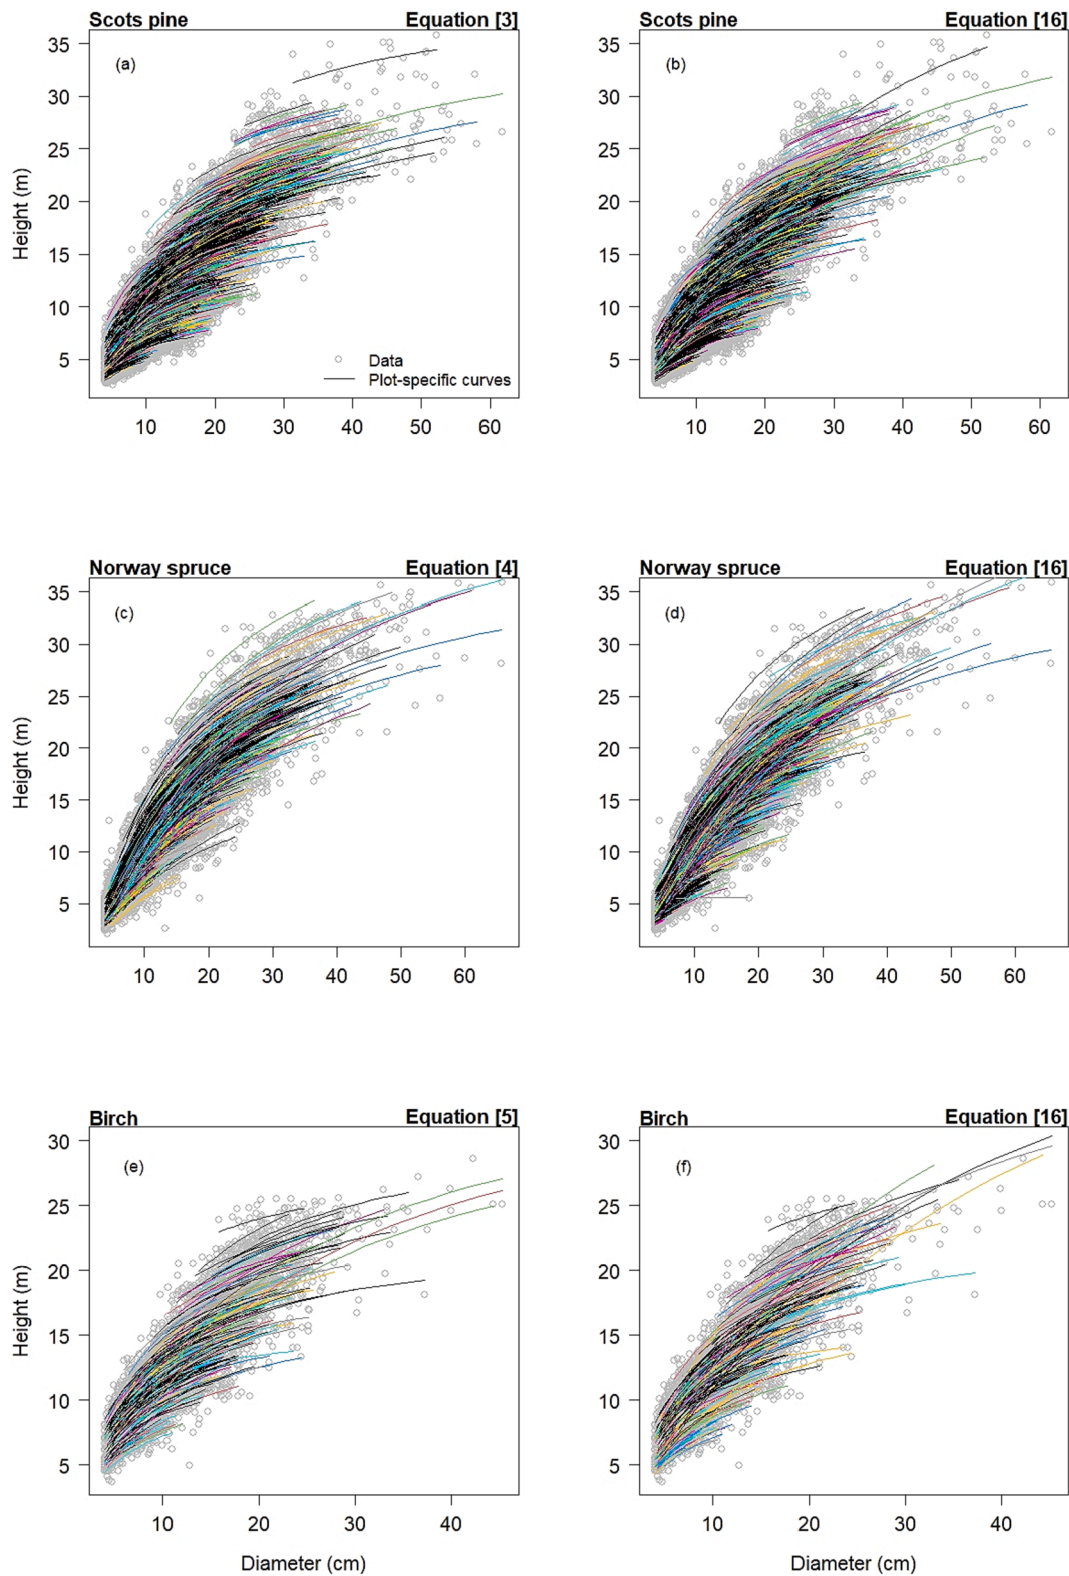 Scots pine Equation [3]
(a)
Height (m)
35
30
25
20
15
10
5
Data
Plot-specific curves
10 20 30 40 50 60
Scots pine Equation [16]
(b)
35
30
25
20
15
10
5
10 20 30 40 50 60
Norway spruce Equation [4]
(c)
Height (m)
35
30
25
20
15
10
5
10 20 30 40 50 60
Norway spruce Equation [16]
(d)
35
30
25
20
15
10
5
10 20 30 40 50 60
Birch Equation [5]
(e)
Height (m)
30
25
20
15
10
5
10 20 30 40
Diameter (cm)
Birch Equation [16]
(f)
30
25
20
15
10
5
10 20 30 40
Diameter (cm)